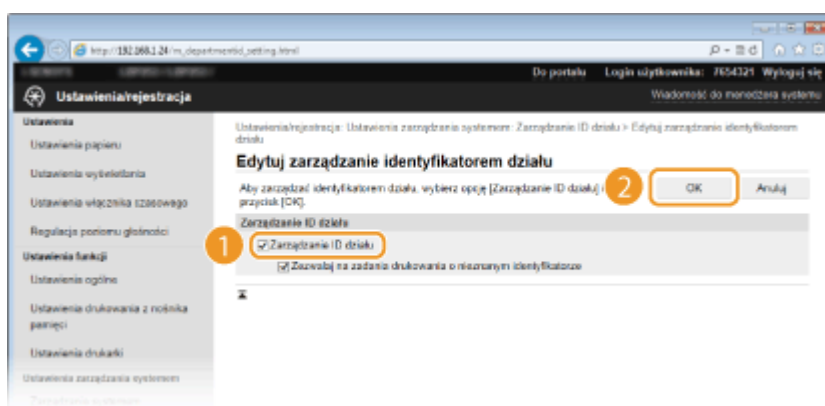 http://192.168.1.24/m_departmentid_setting.html
Do portalu Login użytkownika: 7654321 Wyloguj się
Ustawienia/rejestracja Wiadomość do menedżera systemu
Ustawienia
Ustawienia papieru
Ustawienia wyświetlania
Ustawienia włącznika czasowego
Regulacja poziomu głośności
Ustawienia funkcji
Ustawienia ogólne
Ustawienia drukowania z nośnika
pamięci
Ustawienia drukarki
Ustawienia zarządzania systemem
Zarządzanie systemem
Ustawienia/rejestracja: Ustawienia zarządzania systemem: Zarządzanie ID działu > Edytuj zarządzanie identyfikatorem
działu
Edytuj zarządzanie identyfikatorem działu
Aby zarządzać identyfikatorem działu, wybierz opcję [Zarządzanie ID działu] i
przycisk [OK].
2
OK Anuluj
Zarządzanie ID działu
1
Zarządzanie ID działu
Zezwalaj na zadania drukowania o nieznanym identyfikatorze